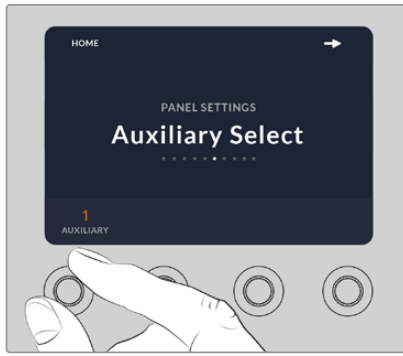 HOME
PANEL SETTINGS
Auxiliary Select
1
AUXILIARY